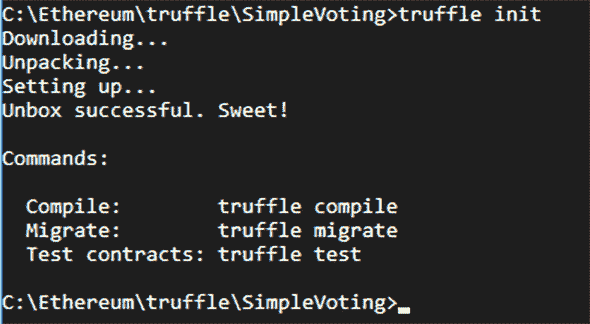 C:\Ethereum\truffle\SimpleVoting>truffle init
Downloading...
Unpacking...
Setting up...
Unbox successful. Sweet!
Commands:
Compile: truffle compile
Migrate: truffle migrate
Test contracts: truffle test
C:\Ethereum\truffle\SimpleVoting>_